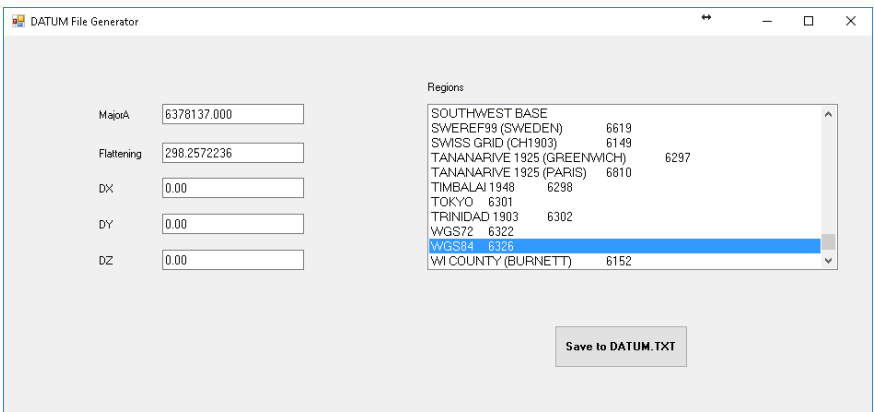 DATUM File Generator
MajorA 6378137.000
Flattening 298.2572236
DX 0.00
DY 0.00
DZ 0.00
Regions
SOUTHWEST BASE
SWEREF99 (SWEDEN) 6619
SWISS GRID (CH1903) 6149
TANANARIVE 1925 (GREENWICH) 6297
TANANARIVE 1925 (PARIS) 6810
TIMBALAI 1948 6298
TOKYO 6301
TRINIDAD 1903 6302
WGS72 6322
WGS84 6326
WI COUNTY (BURNETT) 6152
Save to DATUM.TXT